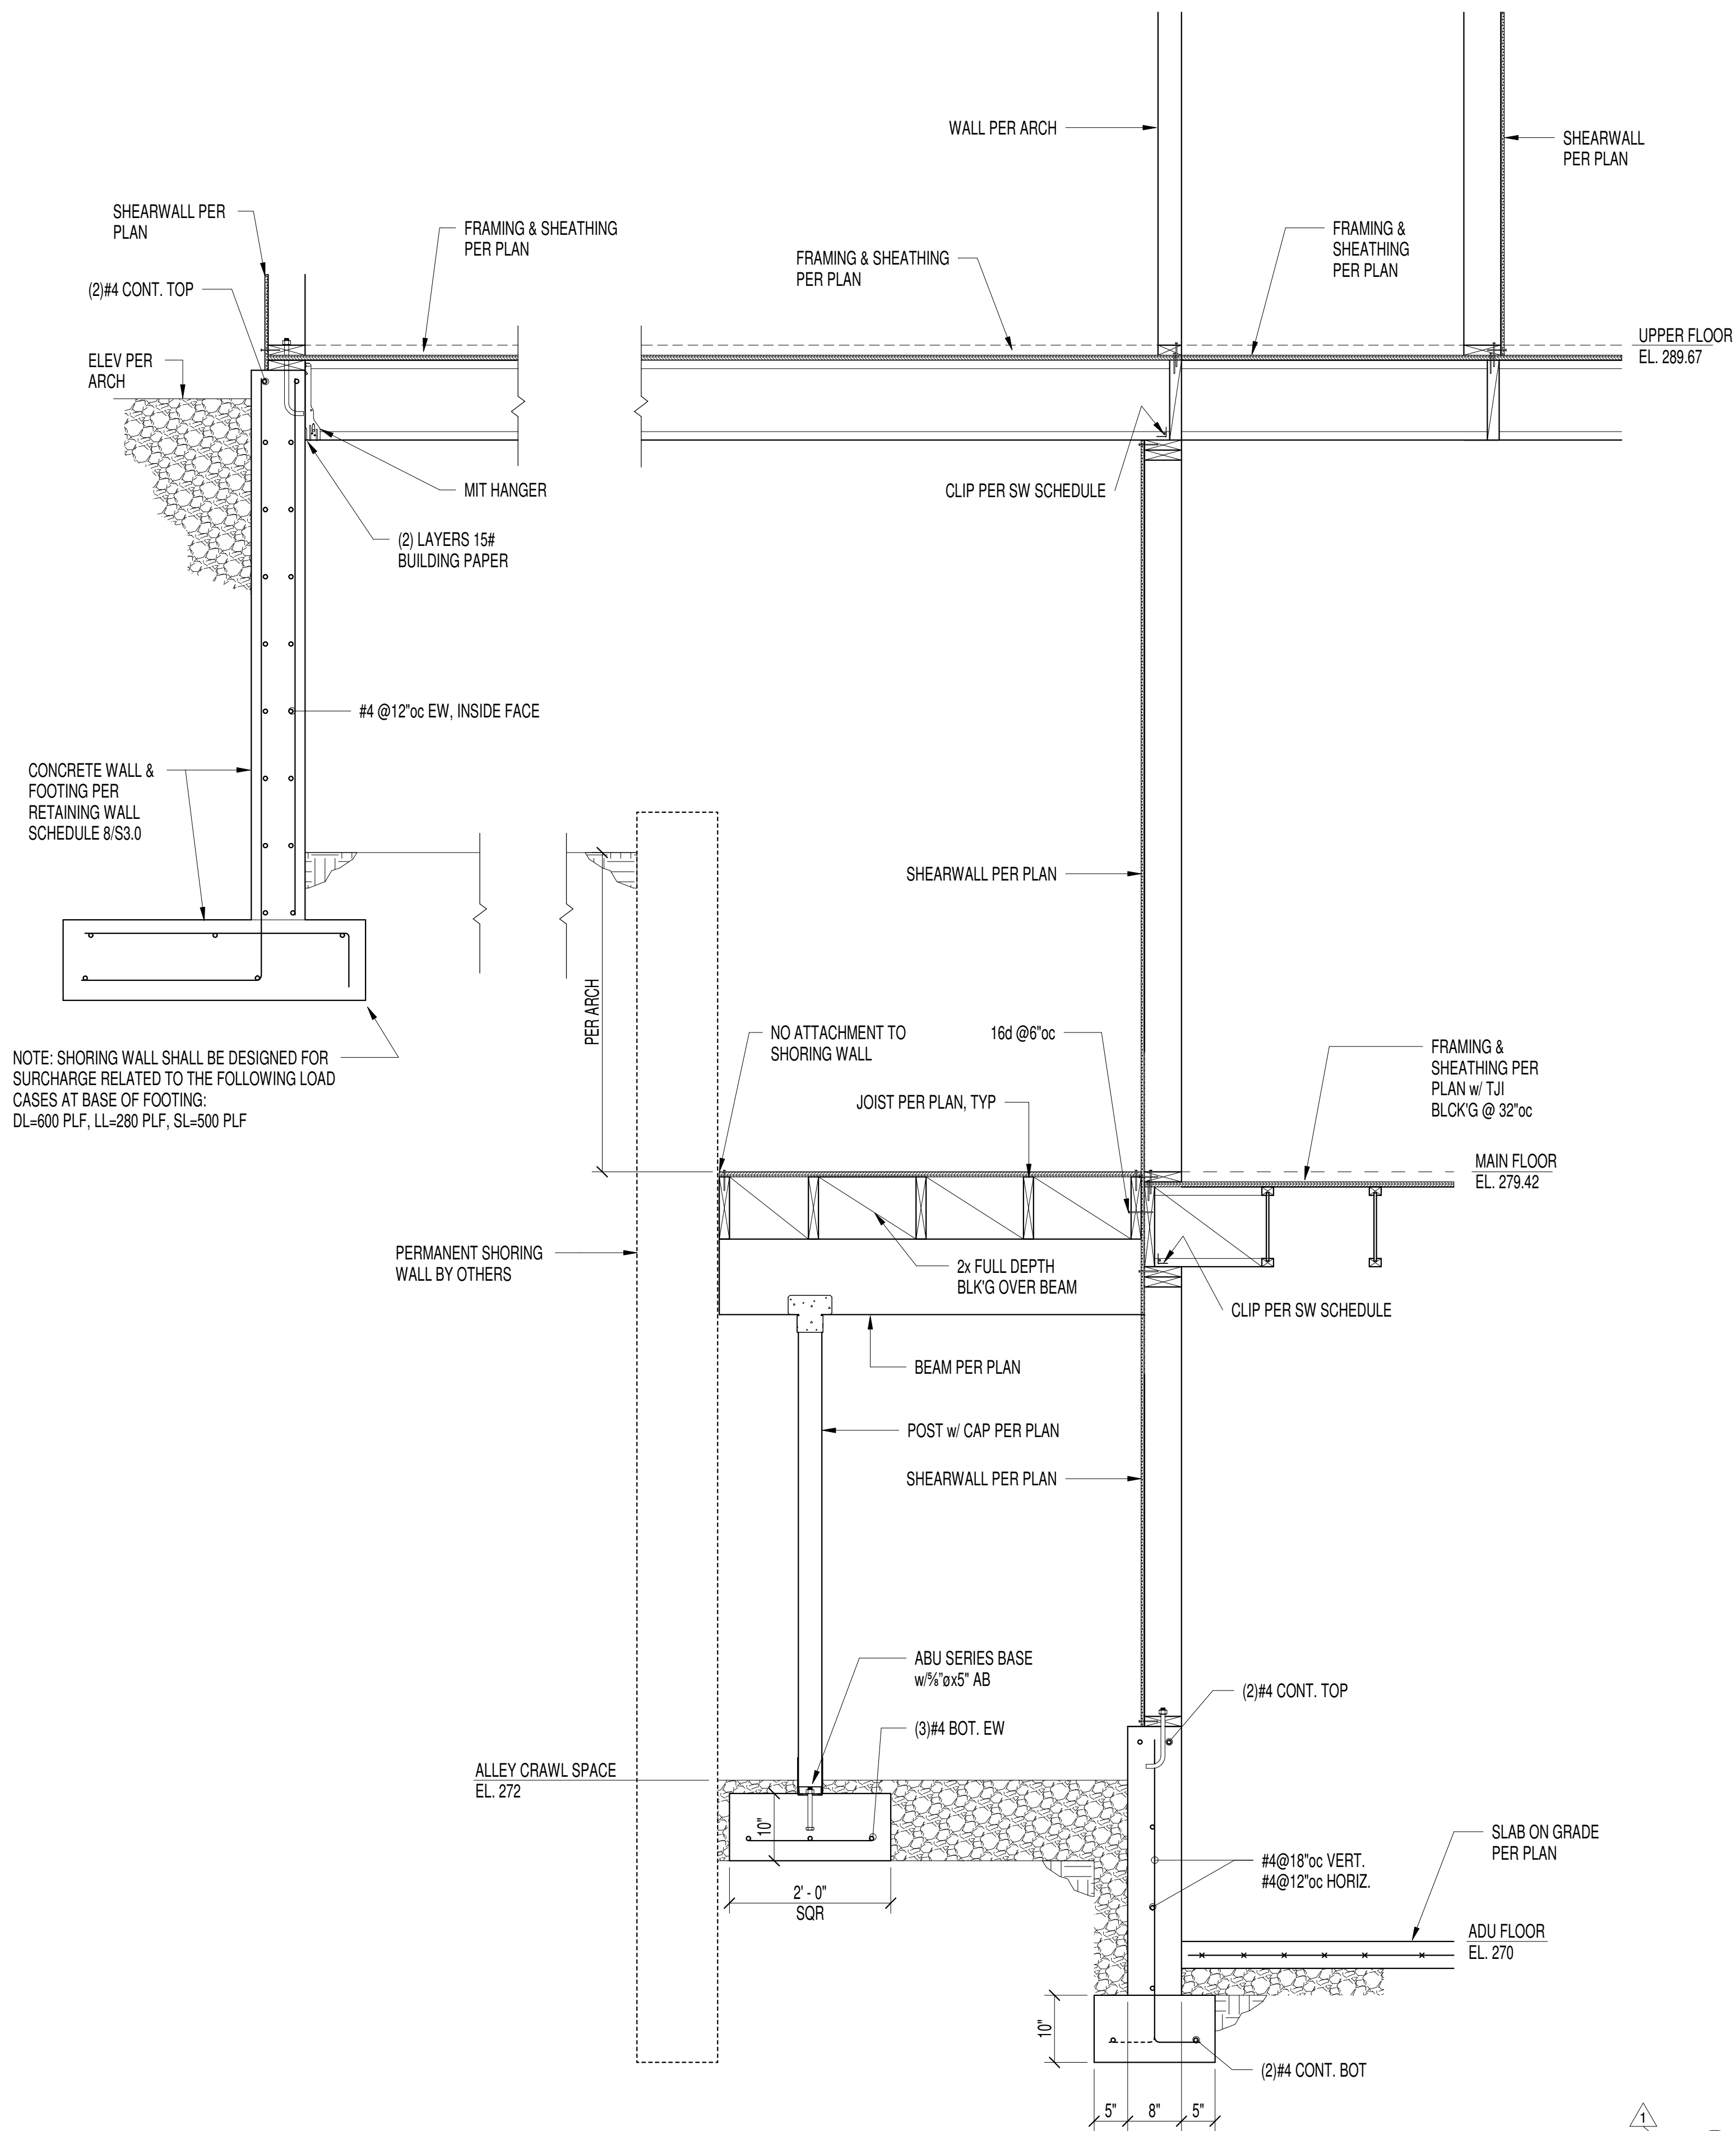 WALL PER ARCH
SHEARWALL
PER PLAN
SHEARWALL PER
PLAN
FRAMING & SHEATHING
PER PLAN
FRAMING & SHEATHING
PER PLAN
FRAMING &
SHEATHING
PER PLAN
(2)#4 CONT. TOP
UPPER FLOOR
EL. 289.67
ELEV PER
ARCH
MIT HANGER
CLIP PER SW SCHEDULE
(2) LAYERS 15#
BUILDING PAPER
#4 @12"oc EW, INSIDE FACE
CONCRETE WALL &
FOOTING PER
RETAINING WALL
SCHEDULE 8/S3.0
SHEARWALL PER PLAN
PER ARCH
NOTE: SHORING WALL SHALL BE DESIGNED FOR
SURCHARGE RELATED TO THE FOLLOWING LOAD
CASES AT BASE OF FOOTING:
DL=600 PLF, LL=280 PLF, SL=500 PLF
NO ATTACHMENT TO
SHORING WALL
16d @6"oc
FRAMING &
SHEATHING PER
PLAN w/ TJI
BLCK'G @ 32"oc
JOIST PER PLAN, TYP
MAIN FLOOR
EL. 279.42
PERMANENT SHORING
WALL BY OTHERS
2x FULL DEPTH
BLK'G OVER BEAM
CLIP PER SW SCHEDULE
BEAM PER PLAN
POST w/ CAP PER PLAN
SHEARWALL PER PLAN
ABU SERIES BASE
w/⅝"øx5" AB
(2)#4 CONT. TOP
(3)#4 BOT. EW
ALLEY CRAWL SPACE
EL. 272
10"
2' - 0"
SQR
#4@18"oc VERT.
#4@12"oc HORIZ.
SLAB ON GRADE
PER PLAN
ADU FLOOR
EL. 270
10"
(2)#4 CONT. BOT
5" 8" 5"
1